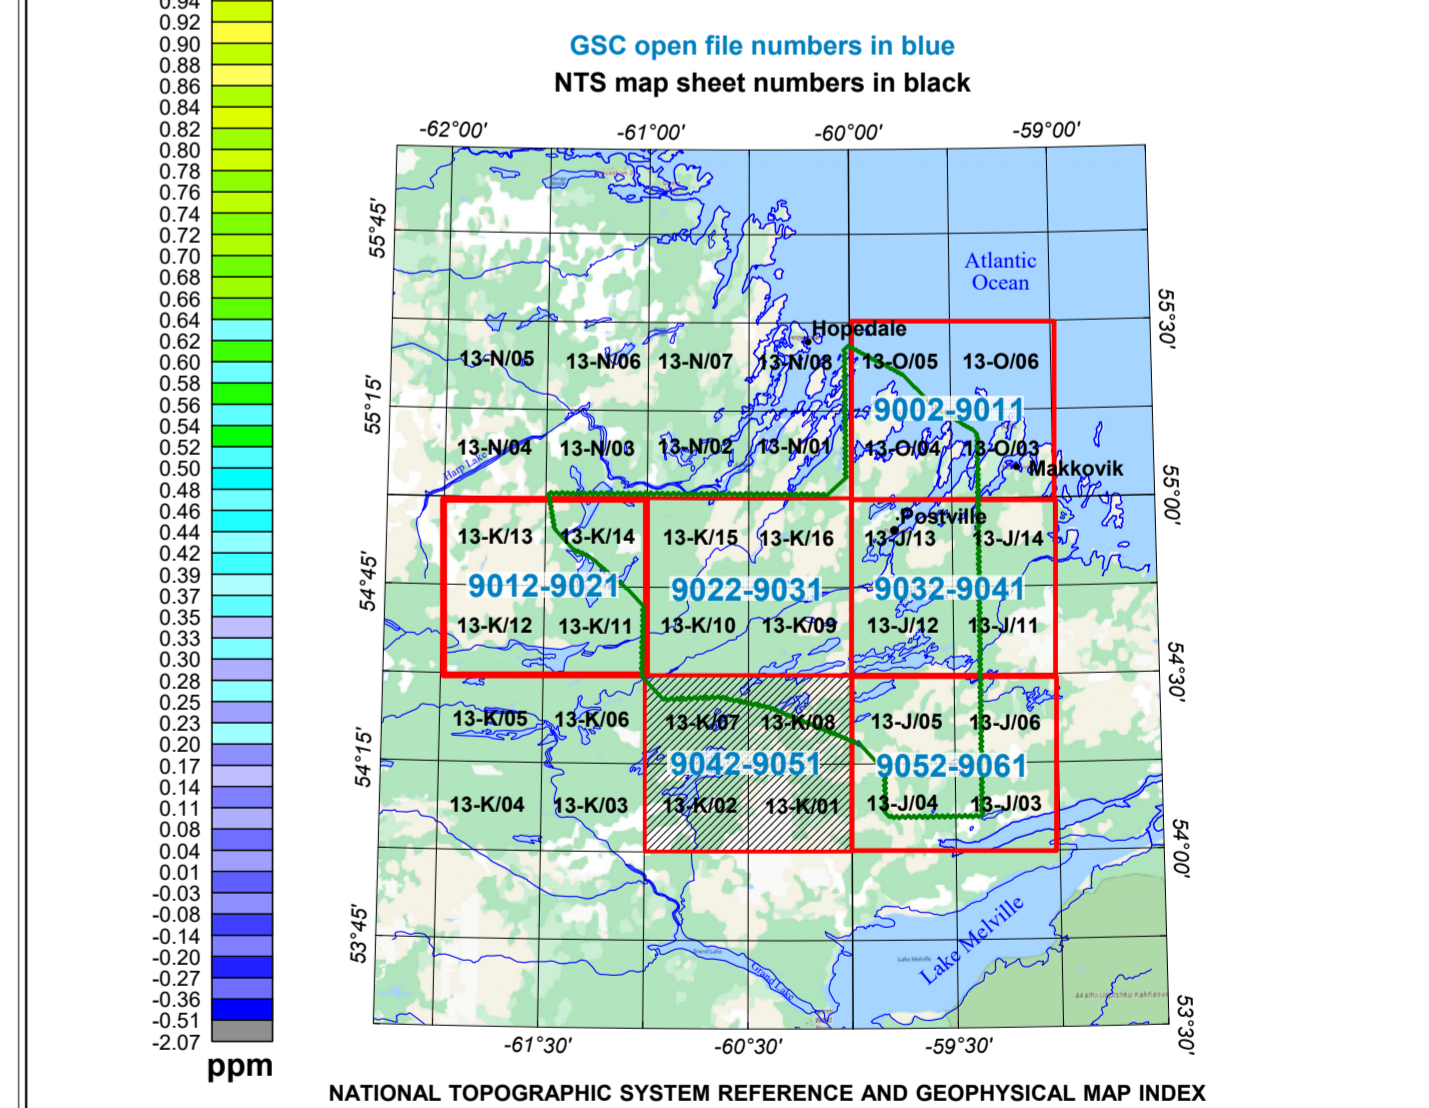 0.94
0.92
0.90
0.88
0.86
0.84
0.82
0.80
0.78
0.76
0.74
0.72
0.70
0.68
0.66
0.64
0.62
0.60
0.58
0.56
0.54
0.52
0.50
0.48
0.46
0.44
0.42
0.39
0.37
0.35
0.33
0.30
0.28
0.25
0.23
0.20
0.17
0.14
0.11
0.08
0.04
0.01
-0.03
-0.08
-0.14
-0.20
-0.27
-0.36
-0.51
-2.07
ppm
GSC open file numbers in blue
NTS map sheet numbers in black
-62°00' -61°00' -60°00' -59°00'
55°45'
Atlantic
Ocean
55°30'
Hopedale
13-N/05 13-N/06 13-N/07 13-N/08 13-O/05 13-O/06
55°15'
9002-9011
13-N/04 13-N/03 13-N/02 13-N/01 13-O/04 13-O/03
Harp Lake
Makkovik
55°00'
Postville
13-K/13 13-K/14 13-K/15 13-K/16 13-J/13 13-J/14
54°45'
9012-9021 9022-9031 9032-9041
13-K/12 13-K/11 13-K/10 13-K/09 13-J/12 13-J/11
54°30'
13-K/05 13-K/06 13-K/07 13-K/08 13-J/05 13-J/06
54°15'
9042-9051 9052-9061
13-K/04 13-K/03 13-K/02 13-K/01 13-J/04 13-J/03
54°00'
53°45'
Grand Lake
Grand Lake
Lake Melville
Lake Melville
53°30'
-61°30' -60°30' -59°30'
NATIONAL TOPOGRAPHIC SYSTEM REFERENCE AND GEOPHYSICAL MAP INDEX